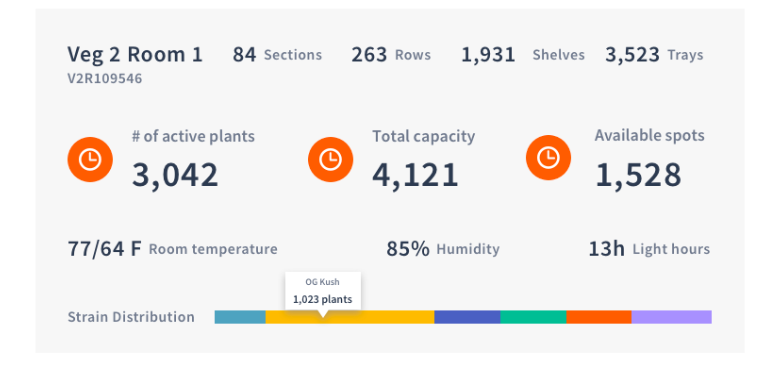 Veg 2 Room 1 84 Sections 263 Rows 1,931 Shelves 3,523 Trays
V2R109546
# of active plants Total capacity Available spots
3,042 4,121 1,528
77/64 F Room temperature 85% Humidity 13h Light hours
OG Kush
1,023 plants
Strain Distribution